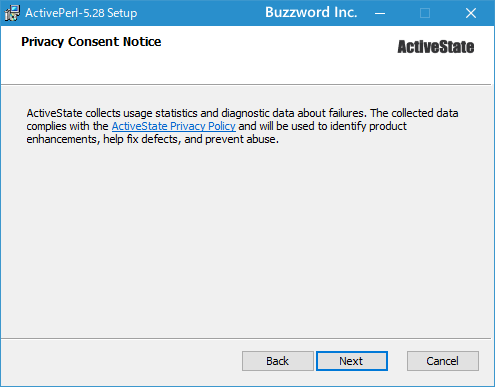 ActivePerl-5.28 Setup Buzzword Inc.
Privacy Consent Notice
ActiveState
ActiveState collects usage statistics and diagnostic data about failures. The collected data
complies with the ActiveState Privacy Policy and will be used to identify product
enhancements, help fix defects, and prevent abuse.
Back Next Cancel